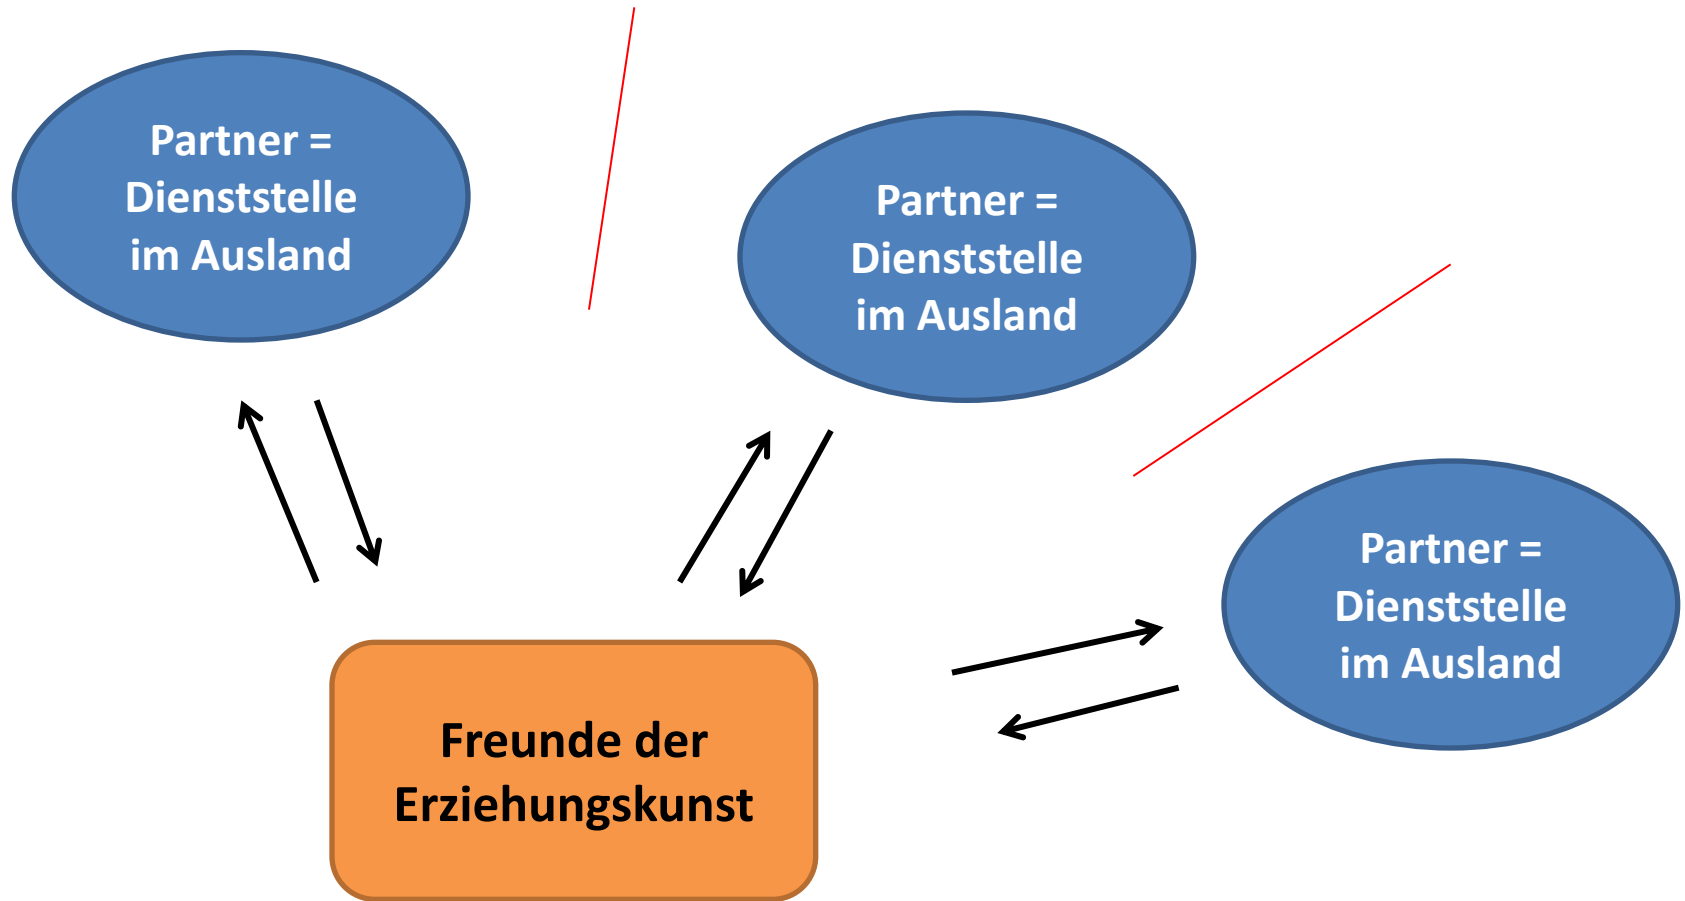 Partner =
Dienststelle
im Ausland
Partner =
Dienststelle
im Ausland
Partner =
Dienststelle
im Ausland
Freunde der
Erziehungskunst